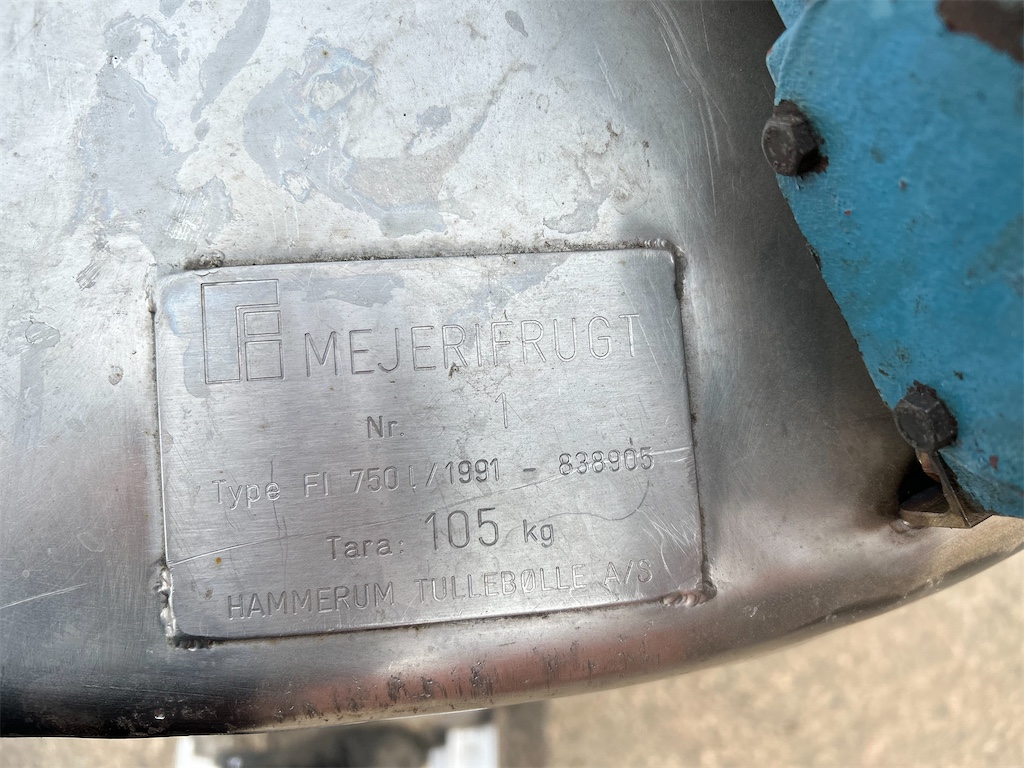 MEJERIFRUGT
Nr. 1
Type FI 750 l/1991 - 838905
Tara: 105 kg
HAMMERUM TULLEBØLLE A/S